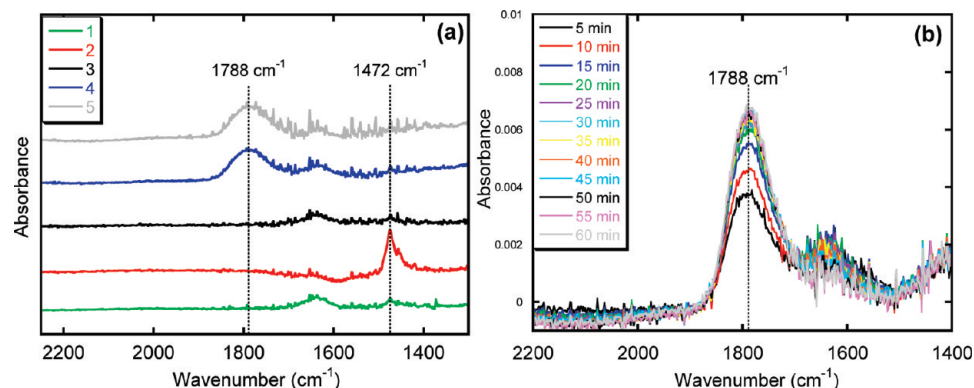 (a)
1
2
3
4
5
1788 cm⁻¹
1472 cm⁻¹
Absorbance
2200 2000 1800 1600 1400
Wavenumber (cm⁻¹)
(b)
0.01
0.008
0.006
0.004
0.002
0
5 min
10 min
15 min
20 min
25 min
30 min
35 min
40 min
45 min
50 min
55 min
60 min
1788 cm⁻¹
Absorbance
2200 2000 1800 1600 1400
Wavenumber (cm⁻¹)